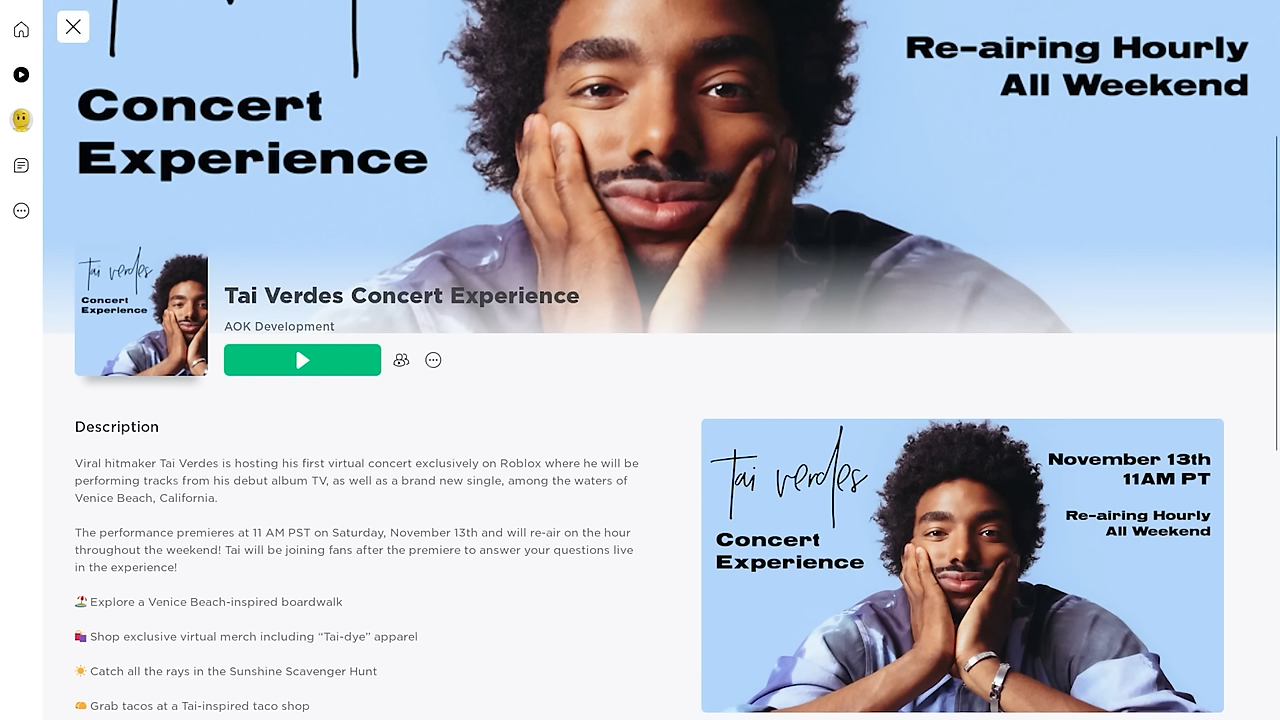 Concert
Experience
Re-airing Hourly
All Weekend
tai verdes
Concert
Experience
Tai Verdes Concert Experience
AOK Development
Description
Viral hitmaker Tai Verdes is hosting his first virtual concert exclusively on Roblox where he will be
performing tracks from his debut album TV, as well as a brand new single, among the waters of
Venice Beach, California.
The performance premieres at 11 AM PST on Saturday, November 13th and will re-air on the hour
throughout the weekend! Tai will be joining fans after the premiere to answer your questions live
in the experience!
🏖️ Explore a Venice Beach-inspired boardwalk
🛍️ Shop exclusive virtual merch including “Tai-dye” apparel
☀️ Catch all the rays in the Sunshine Scavenger Hunt
🌮 Grab tacos at a Tai-inspired taco shop
tai verdes
Concert
Experience
November 13th
11AM PT
Re-airing Hourly
All Weekend